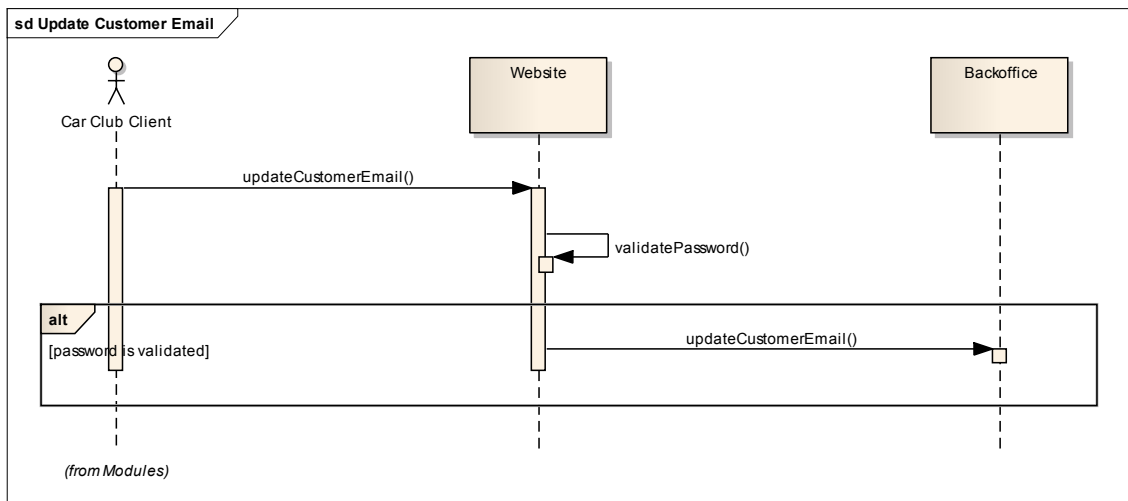 sd Update Customer Email
Website
Backoffice
Car Club Client
updateCustomerEmail()
validatePassword()
alt
[password is validated]
updateCustomerEmail()
(from Modules)